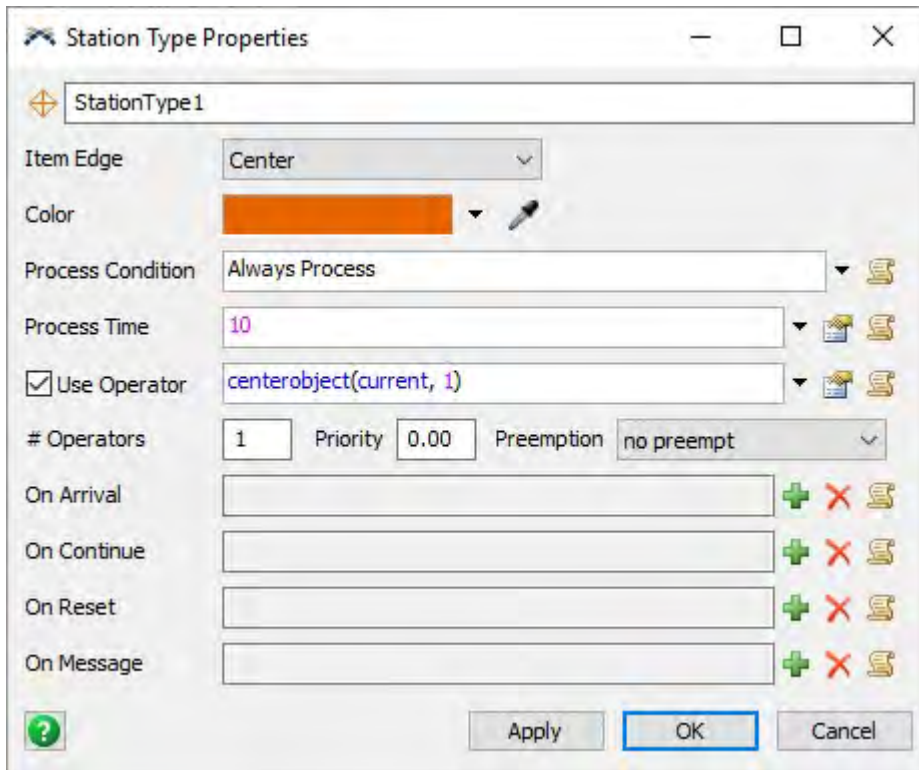 Station Type Properties
StationType1
Item Edge Center
Color
Process Condition Always Process
Process Time 10
Use Operator centerobject(current, 1)
# Operators 1 Priority 0.00 Preemption no preempt
On Arrival
On Continue
On Reset
On Message
? Apply OK Cancel